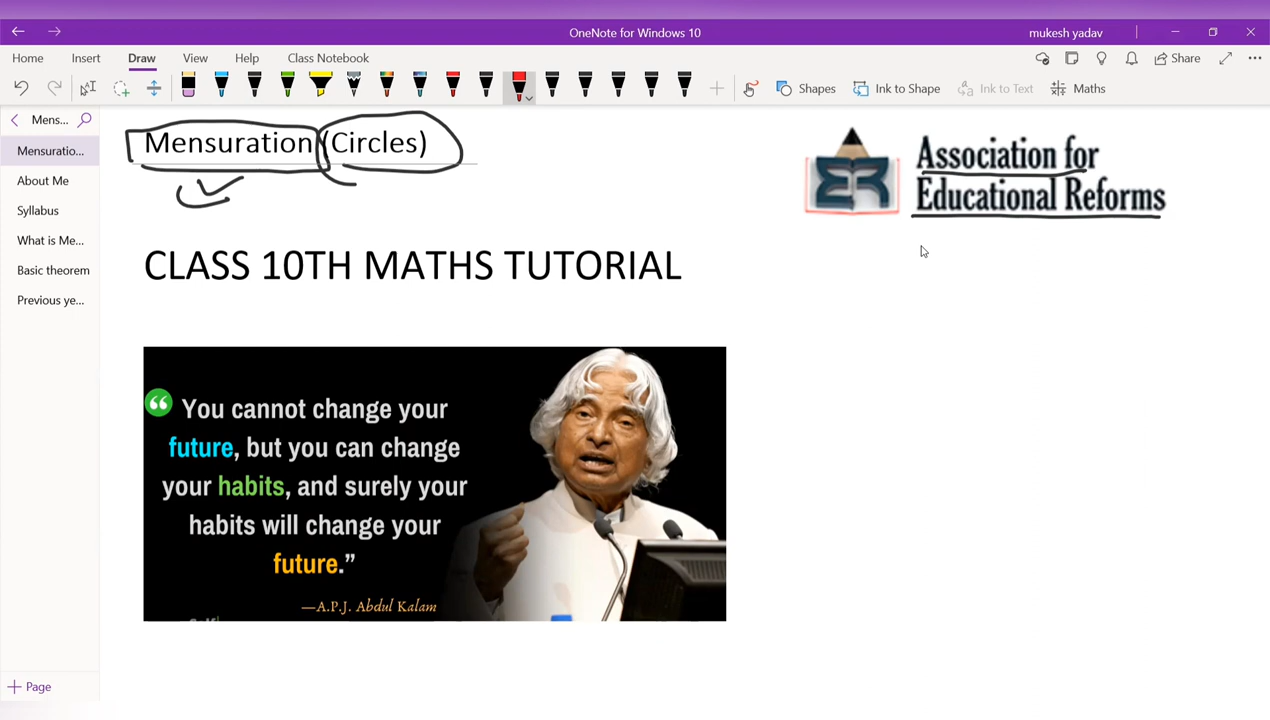 OneNote for Windows 10
mukesh yadav
Home Insert Draw View Help Class Notebook
Share
Shapes
Ink to Shape
Ink to Text
Maths
Mens...
Mensuratio...
About Me
Syllabus
What is Me...
Basic theorem
Previous ye...
Page
Mensuration (Circles)
Association for
Educational Reforms
CLASS 10TH MATHS TUTORIAL
“ You cannot change your
future, but you can change
your habits, and surely your
habits will change your
future.”
—A.P.J. Abdul Kalam